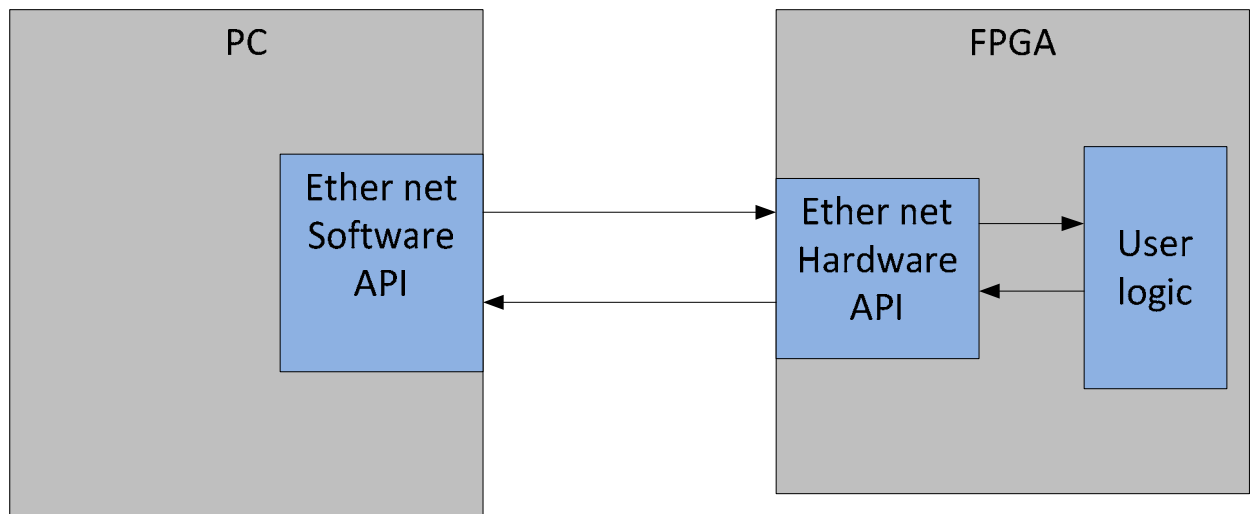 PC
Ether net
Software
API
FPGA
Ether net
Hardware
API
User
logic